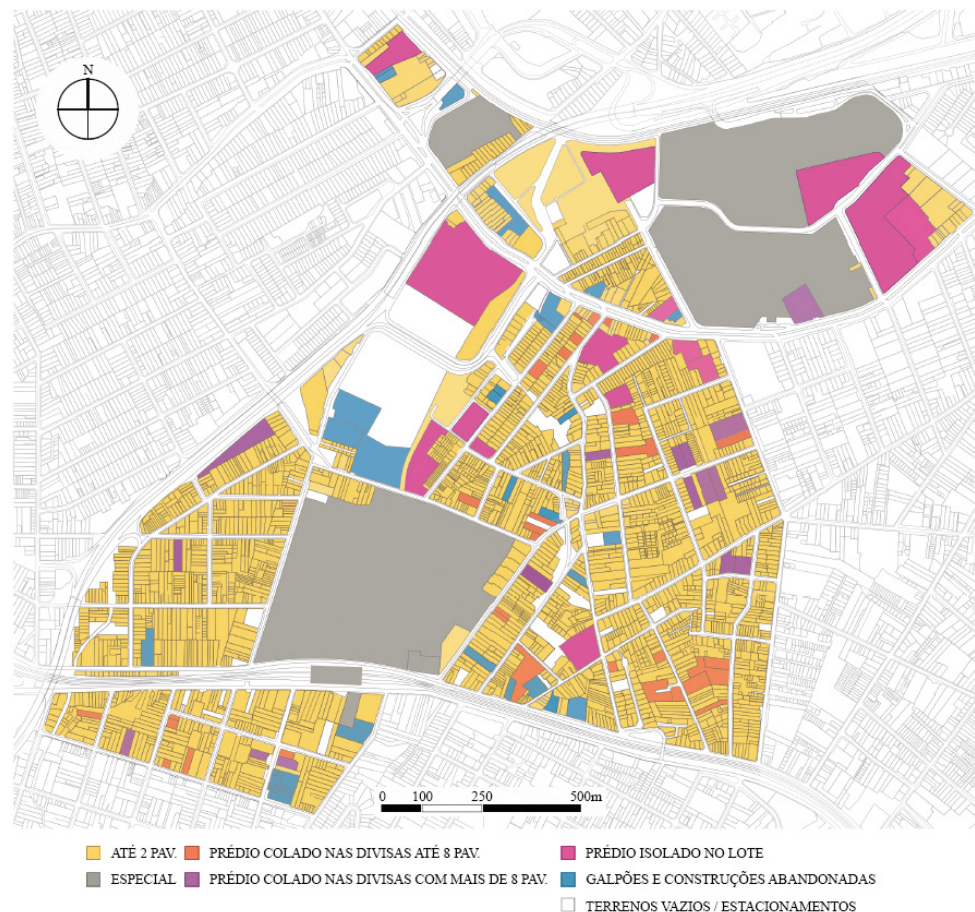 N
0 100 250 500m
ATÉ 2 PAV. PRÉDIO COLADO NAS DIVISAS ATÉ 8 PAV. PRÉDIO ISOLADO NO LOTE
ESPECIAL PRÉDIO COLADO NAS DIVISAS COM MAIS DE 8 PAV. GALPÕES E CONSTRUÇÕES ABANDONADAS
TERRENOS VAZIOS / ESTACIONAMENTOS